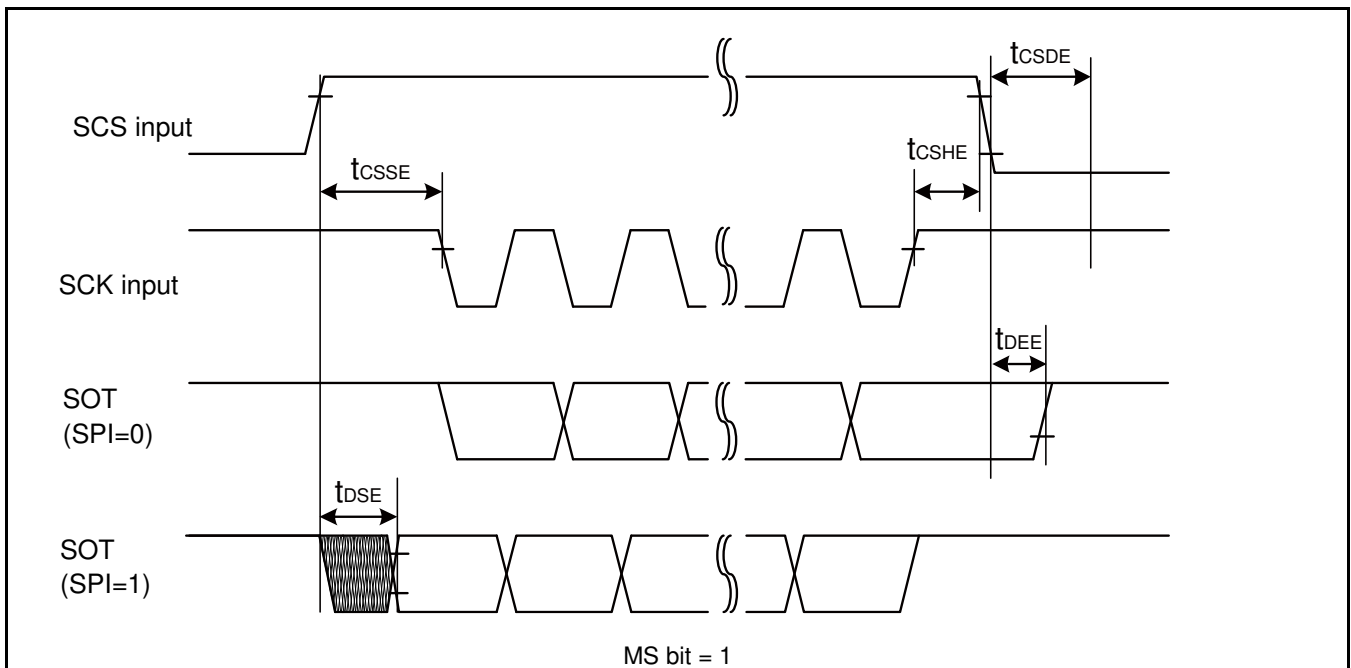 tCSDE
SCS input
tCSHE
tCSSE
SCK input
tDEE
SOT
(SPI=0)
tDSE
SOT
(SPI=1)
MS bit = 1